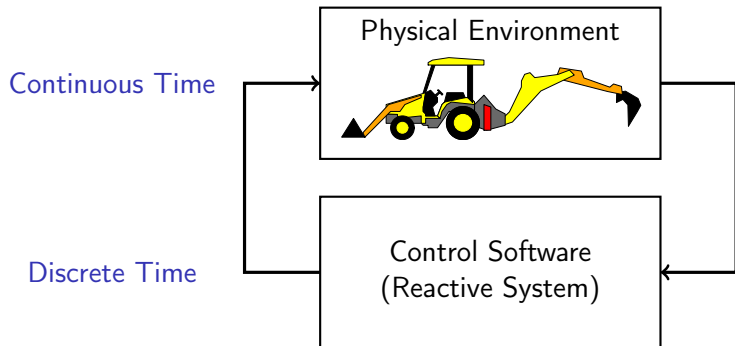 Physical Environment
Continuous Time
Control Software
(Reactive System)
Discrete Time